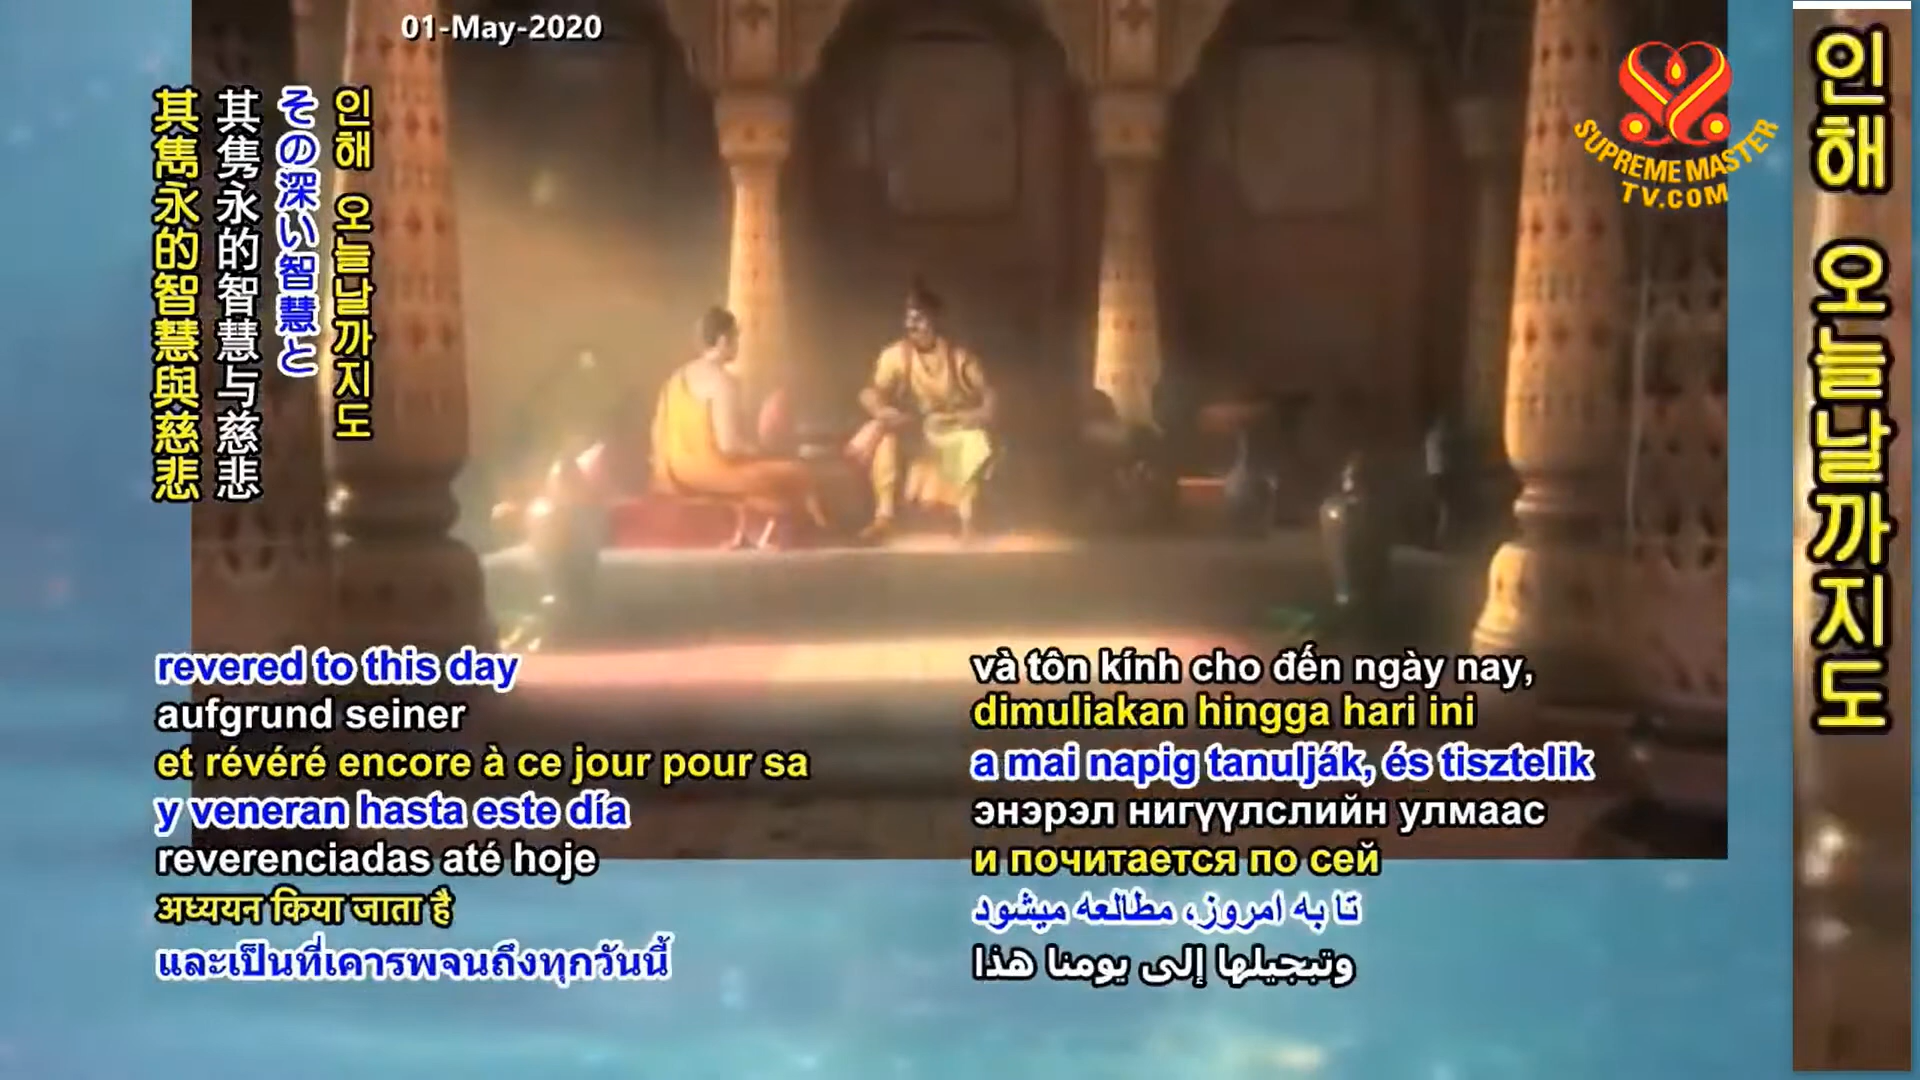 01-May-2020
SUPREME MASTER
TV.COM
인해 오늘날까지도
その深い智慧と
其隽永的智慧与慈悲
其雋永的智慧與慈悲
revered to this day
aufgrund seiner
et révéré encore à ce jour pour sa
y veneran hasta este día
reverenciadas até hoje
अध्ययन किया जाता है
และเป็นที่เคารพจนถึงทุกวันนี้
và tôn kính cho đến ngày nay,
dimuliakan hingga hari ini
a mai napig tanulják, és tisztelik
энэрэл нигүүлслийн улмаас
и почитается по сей
تا به امروز، مطالعه میشود
وتبجيلها إلى يومنا هذا
인해 오늘날까지도